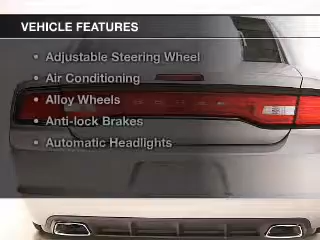 VEHICLE FEATURES
• Adjustable Steering Wheel
• Air Conditioning
• Alloy Wheels
• Anti-lock Brakes
• Automatic Headlights